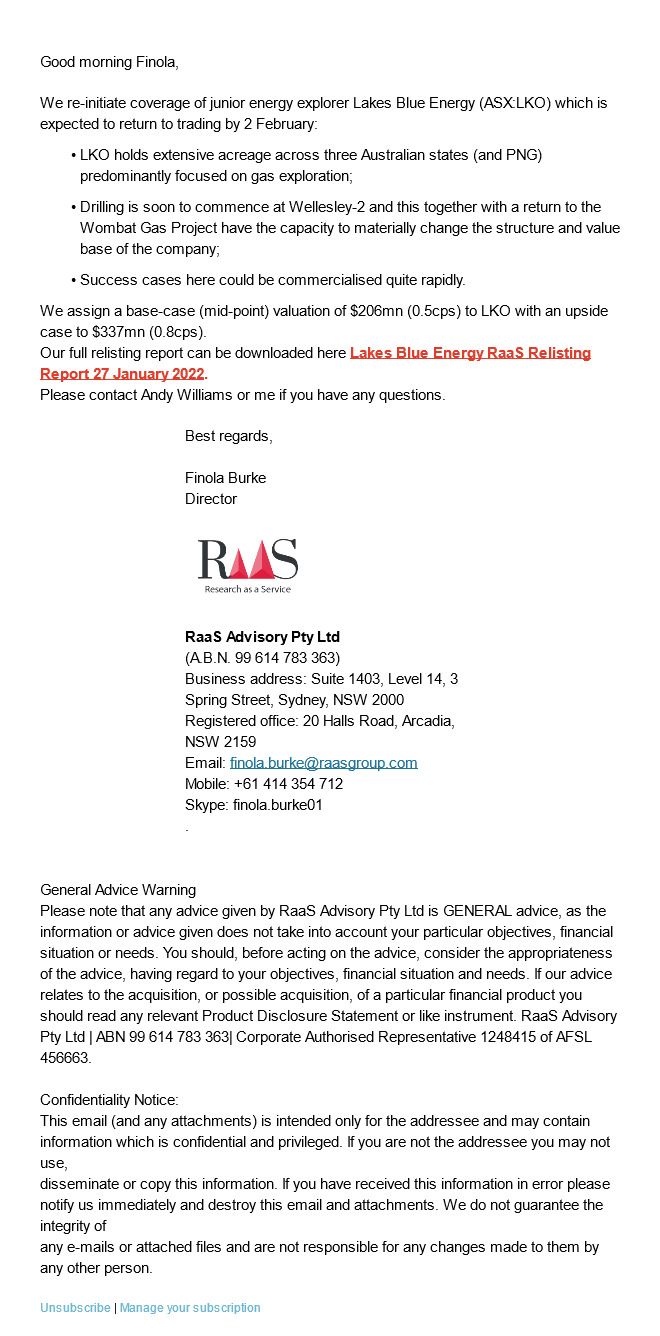 Good morning Finola,
We re-initiate coverage of junior energy explorer Lakes Blue Energy (ASX:LKO) which is
expected to return to trading by 2 February:
• LKO holds extensive acreage across three Australian states (and PNG)
predominantly focused on gas exploration;
• Drilling is soon to commence at Wellesley-2 and this together with a return to the
Wombat Gas Project have the capacity to materially change the structure and value
base of the company;
• Success cases here could be commercialised quite rapidly.
We assign a base-case (mid-point) valuation of $206mn (0.5cps) to LKO with an upside
case to $337mn (0.8cps).
Our full relisting report can be downloaded here Lakes Blue Energy RaaS Relisting
Report 27 January 2022.
Please contact Andy Williams or me if you have any questions.
Best regards,
Finola Burke
Director
RaaS
Research as a Service
RaaS Advisory Pty Ltd
(A.B.N. 99 614 783 363)
Business address: Suite 1403, Level 14, 3
Spring Street, Sydney, NSW 2000
Registered office: 20 Halls Road, Arcadia,
NSW 2159
Email: finola.burke@raasgroup.com
Mobile: +61 414 354 712
Skype: finola.burke01
.
General Advice Warning
Please note that any advice given by RaaS Advisory Pty Ltd is GENERAL advice, as the
information or advice given does not take into account your particular objectives, financial
situation or needs. You should, before acting on the advice, consider the appropriateness
of the advice, having regard to your objectives, financial situation and needs. If our advice
relates to the acquisition, or possible acquisition, of a particular financial product you
should read any relevant Product Disclosure Statement or like instrument. RaaS Advisory
Pty Ltd | ABN 99 614 783 363| Corporate Authorised Representative 1248415 of AFSL
456663.
Confidentiality Notice:
This email (and any attachments) is intended only for the addressee and may contain
information which is confidential and privileged. If you are not the addressee you may not
use,
disseminate or copy this information. If you have received this information in error please
notify us immediately and destroy this email and attachments. We do not guarantee the
integrity of
any e-mails or attached files and are not responsible for any changes made to them by
any other person.
Unsubscribe | Manage your subscription